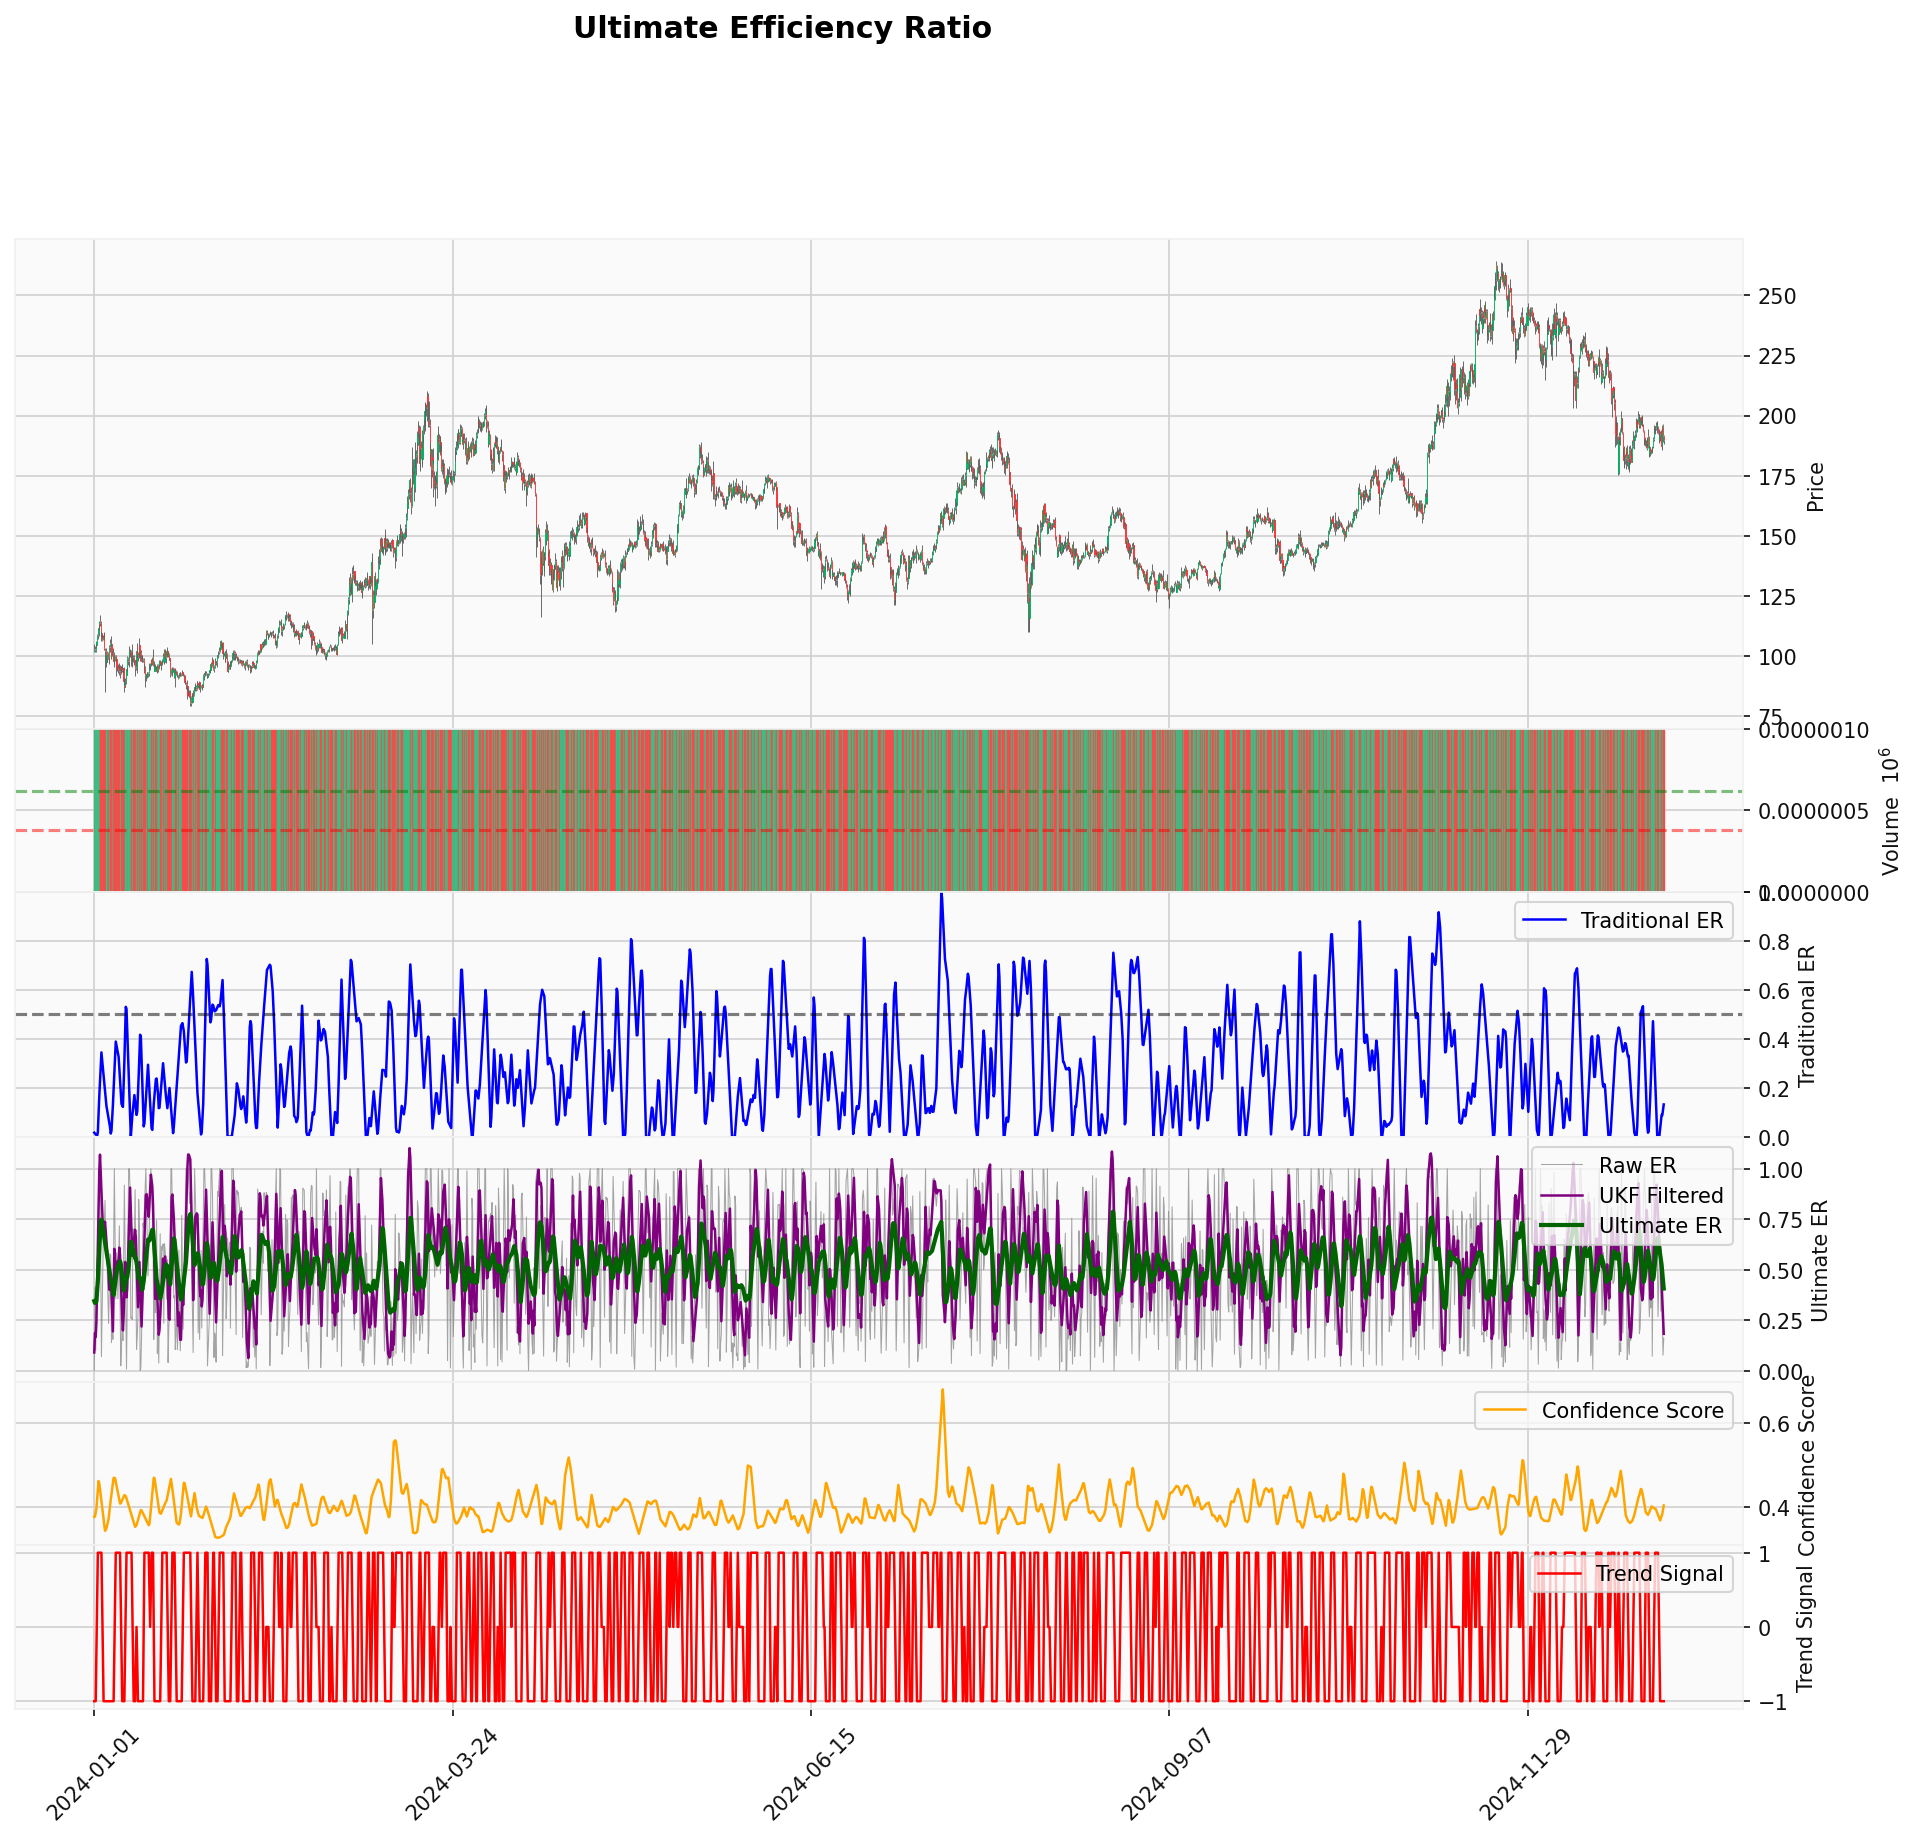 Ultimate Efficiency Ratio
250
225
200
175
150
125
100
75
Price
0.0000010
0.0000005
0.0000000
Volume 10^6
Traditional ER
1.0
0.8
0.6
0.4
0.2
0.0
Traditional ER
Raw ER
UKF Filtered
Ultimate ER
1.00
0.75
0.50
0.25
0.00
Ultimate ER
Confidence Score
0.6
0.4
Confidence Score
Trend Signal
1
0
−1
Trend Signal
2024-01-01
2024-03-24
2024-06-15
2024-09-07
2024-11-29